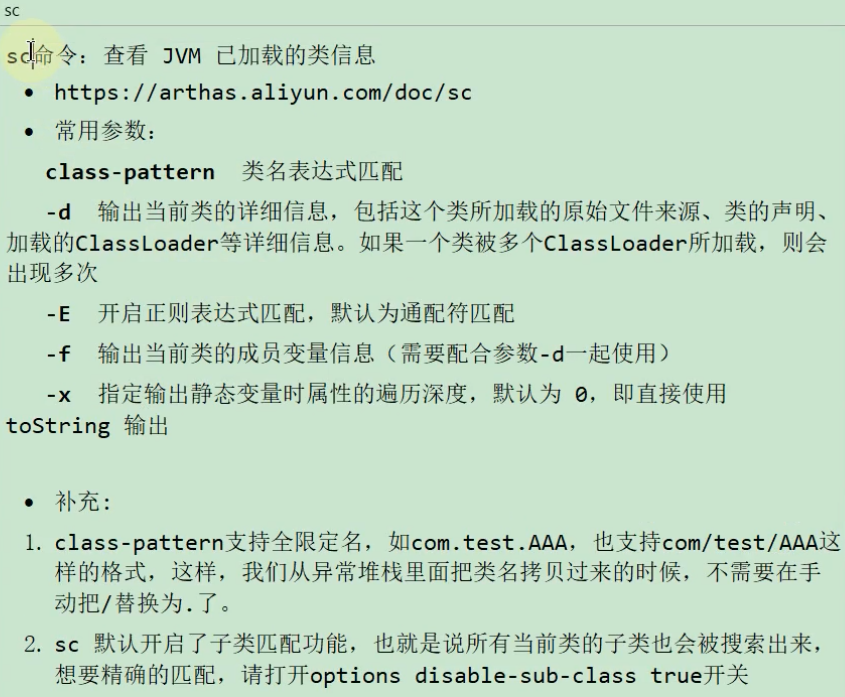 sc
sc命令：查看 JVM 已加载的类信息
• https://arthas.aliyun.com/doc/sc
• 常用参数：
class-pattern 类名表达式匹配
-d 输出当前类的详细信息，包括这个类所加载的原始文件来源、类的声明、
加载的ClassLoader等详细信息。如果一个类被多个ClassLoader所加载，则会
出现多次
-E 开启正则表达式匹配，默认为通配符匹配
-f 输出当前类的成员变量信息（需要配合参数-d一起使用）
-x 指定输出静态变量时属性的遍历深度，默认为 0，即直接使用
toString 输出
• 补充：
1. class-pattern支持全限定名，如com.test.AAA，也支持com/test/AAA这
样的格式，这样，我们从异常堆栈里面把类名拷贝过来的时候，不需要在手
动把/替换为.了。
2. sc 默认开启了子类匹配功能，也就是说所有当前类的子类也会被搜索出来，
想要精确的匹配，请打开options disable-sub-class true开关